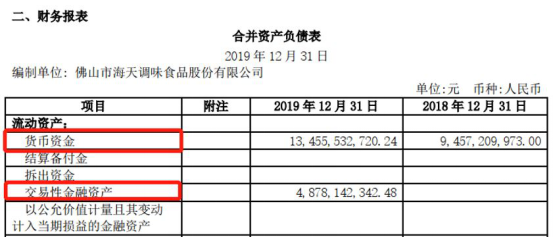 二、财务报表
合并资产负债表
2019 年 12 月 31 日
编制单位: 佛山市海天调味食品股份有限公司
单位:元 币种:人民币
项目 附注 2019 年 12 月 31 日 2018 年 12 月 31 日
流动资产:
货币资金 13,455,532,720.24 9,457,209,973.00
结算备付金
拆出资金
交易性金融资产 4,878,142,342.48
以公允价值计量且其变动
计入当期损益的金融资产